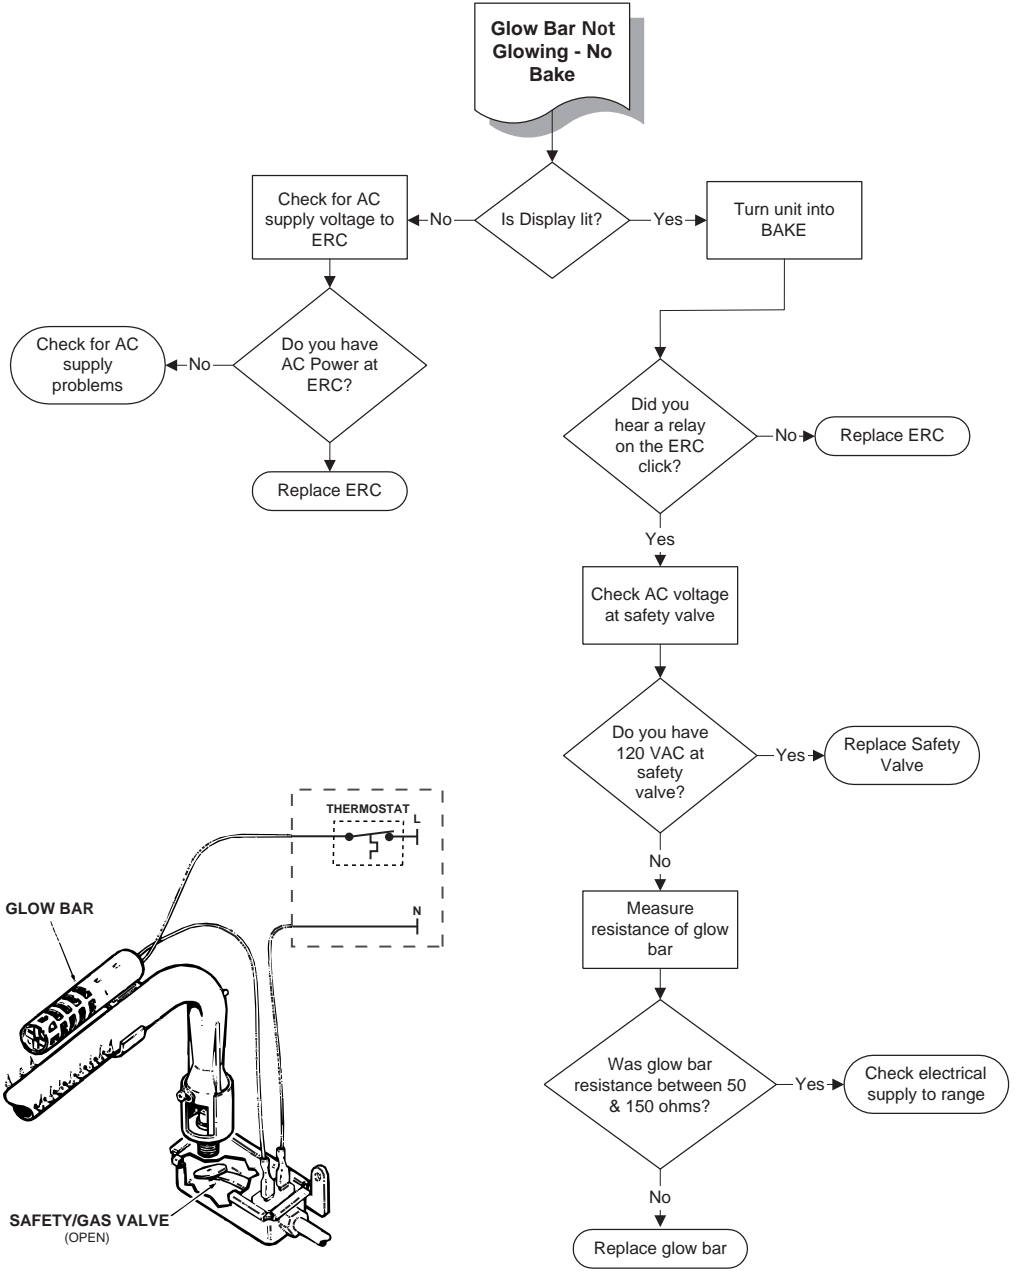 Glow Bar Not
Glowing - No
Bake
Is Display lit?
No
Yes
Check for AC
supply voltage to
ERC
Turn unit into
BAKE
Do you have
AC Power at
ERC?
No
Check for AC
supply
problems
Replace ERC
Did you
hear a relay
on the ERC
click?
No
Replace ERC
Yes
Check AC voltage
at safety valve
Do you have
120 VAC at
safety
valve?
Yes
Replace Safety
Valve
No
Measure
resistance of glow
bar
Was glow bar
resistance between 50
& 150 ohms?
Yes
Check electrical
supply to range
No
Replace glow bar
THERMOSTAT
L
N
GLOW BAR
SAFETY/GAS VALVE
(OPEN)